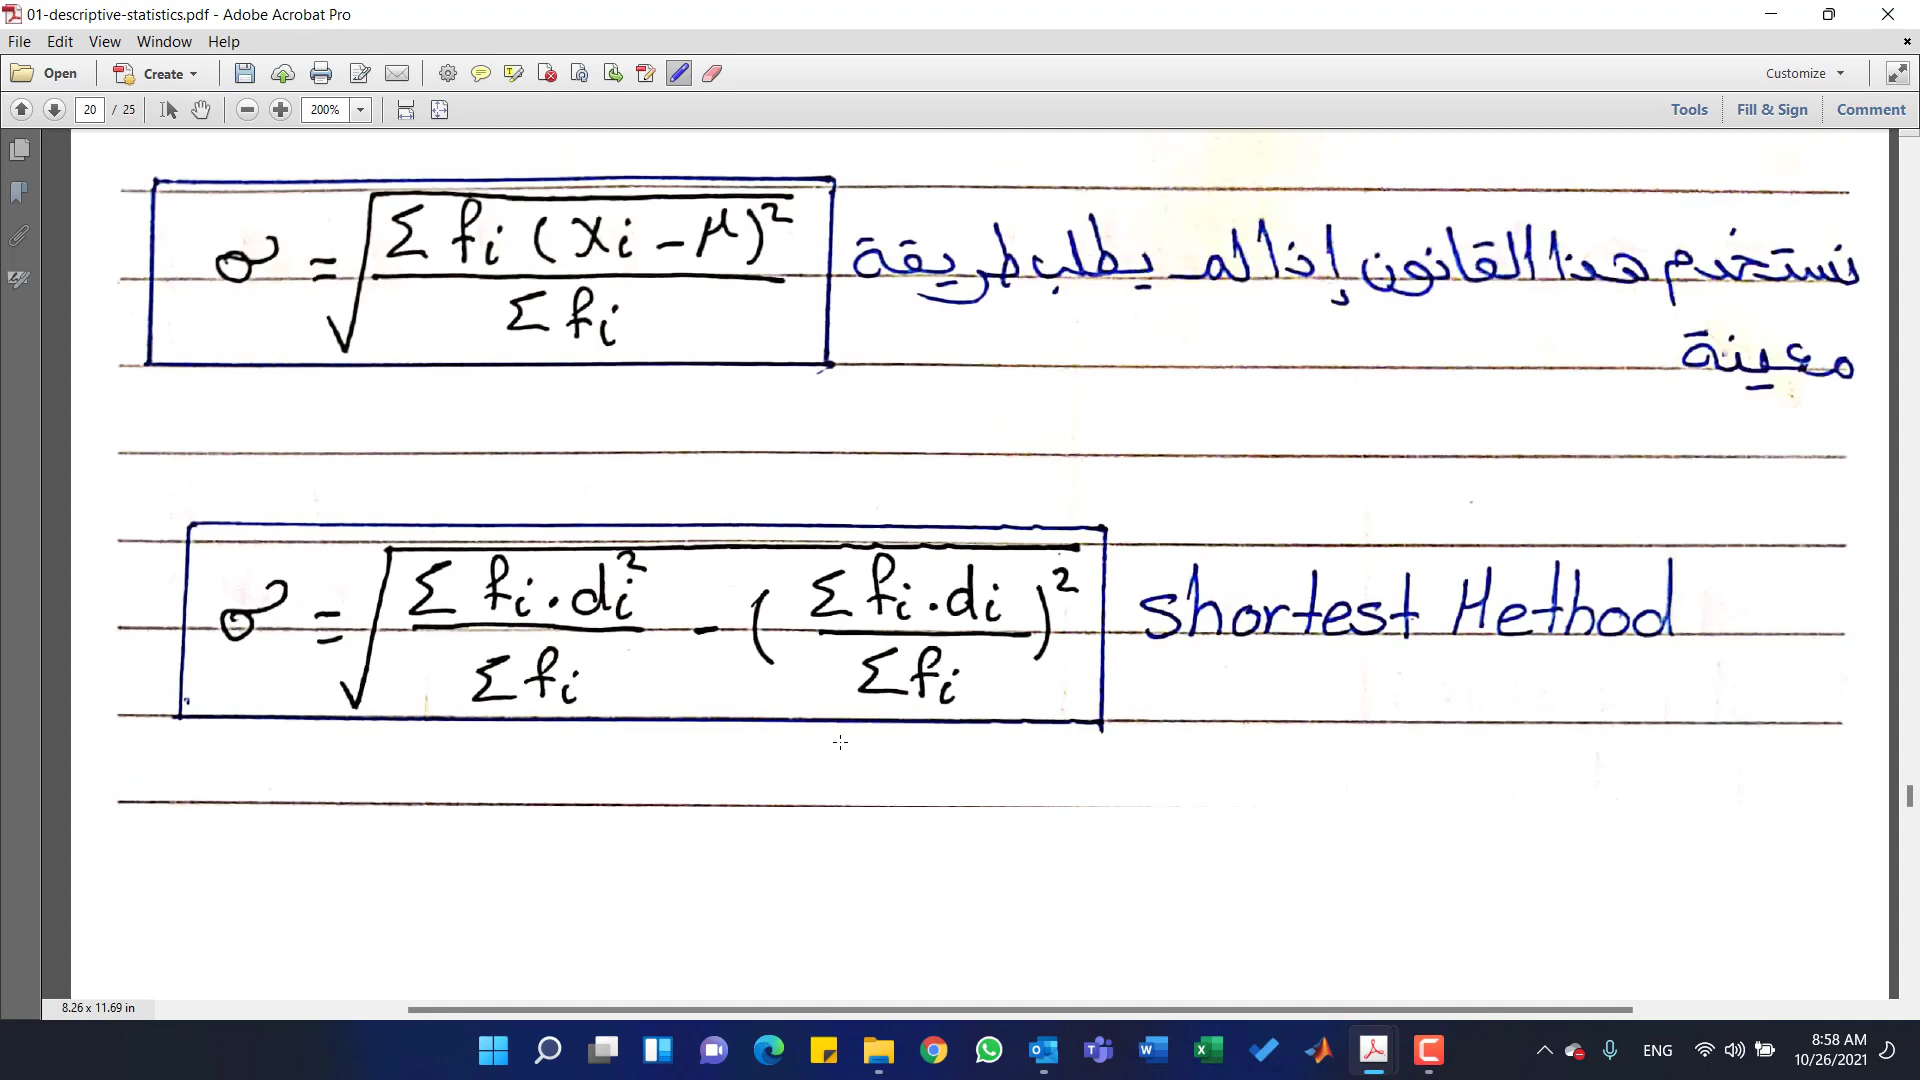 01-descriptive-statistics.pdf - Adobe Acrobat Pro
File Edit View Window Help
Open Create Customize
20 / 25 200% Tools Fill & Sign Comment
σ = √(Σ fi (xi - μ)² / Σ fi) نستخدم هذا القانون إذا لم يطلب طريقة
معينة
σ = √(Σ fi . di² / Σ fi - (Σ fi . di / Σ fi)²) Shortest Method
8.26 x 11.69 in
ENG 8:58 AM
10/26/2021